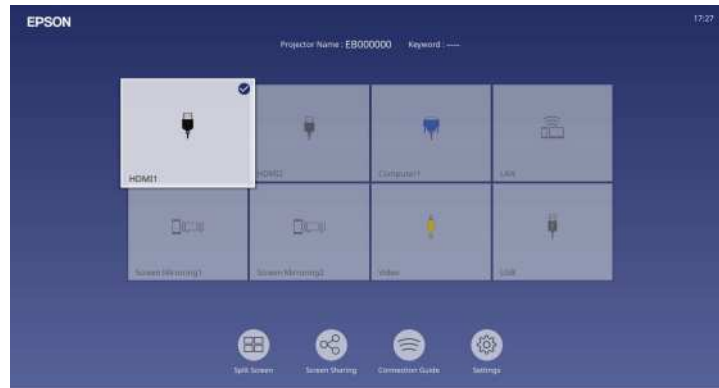 EPSON
17:27
Projector Name : EB000000 Keyword : ----
HDMI1
HDMI2
Computer1
LAN
Screen Mirroring1
Screen Mirroring2
Video
USB
Split Screen
Screen Sharing
Connection Guide
Settings